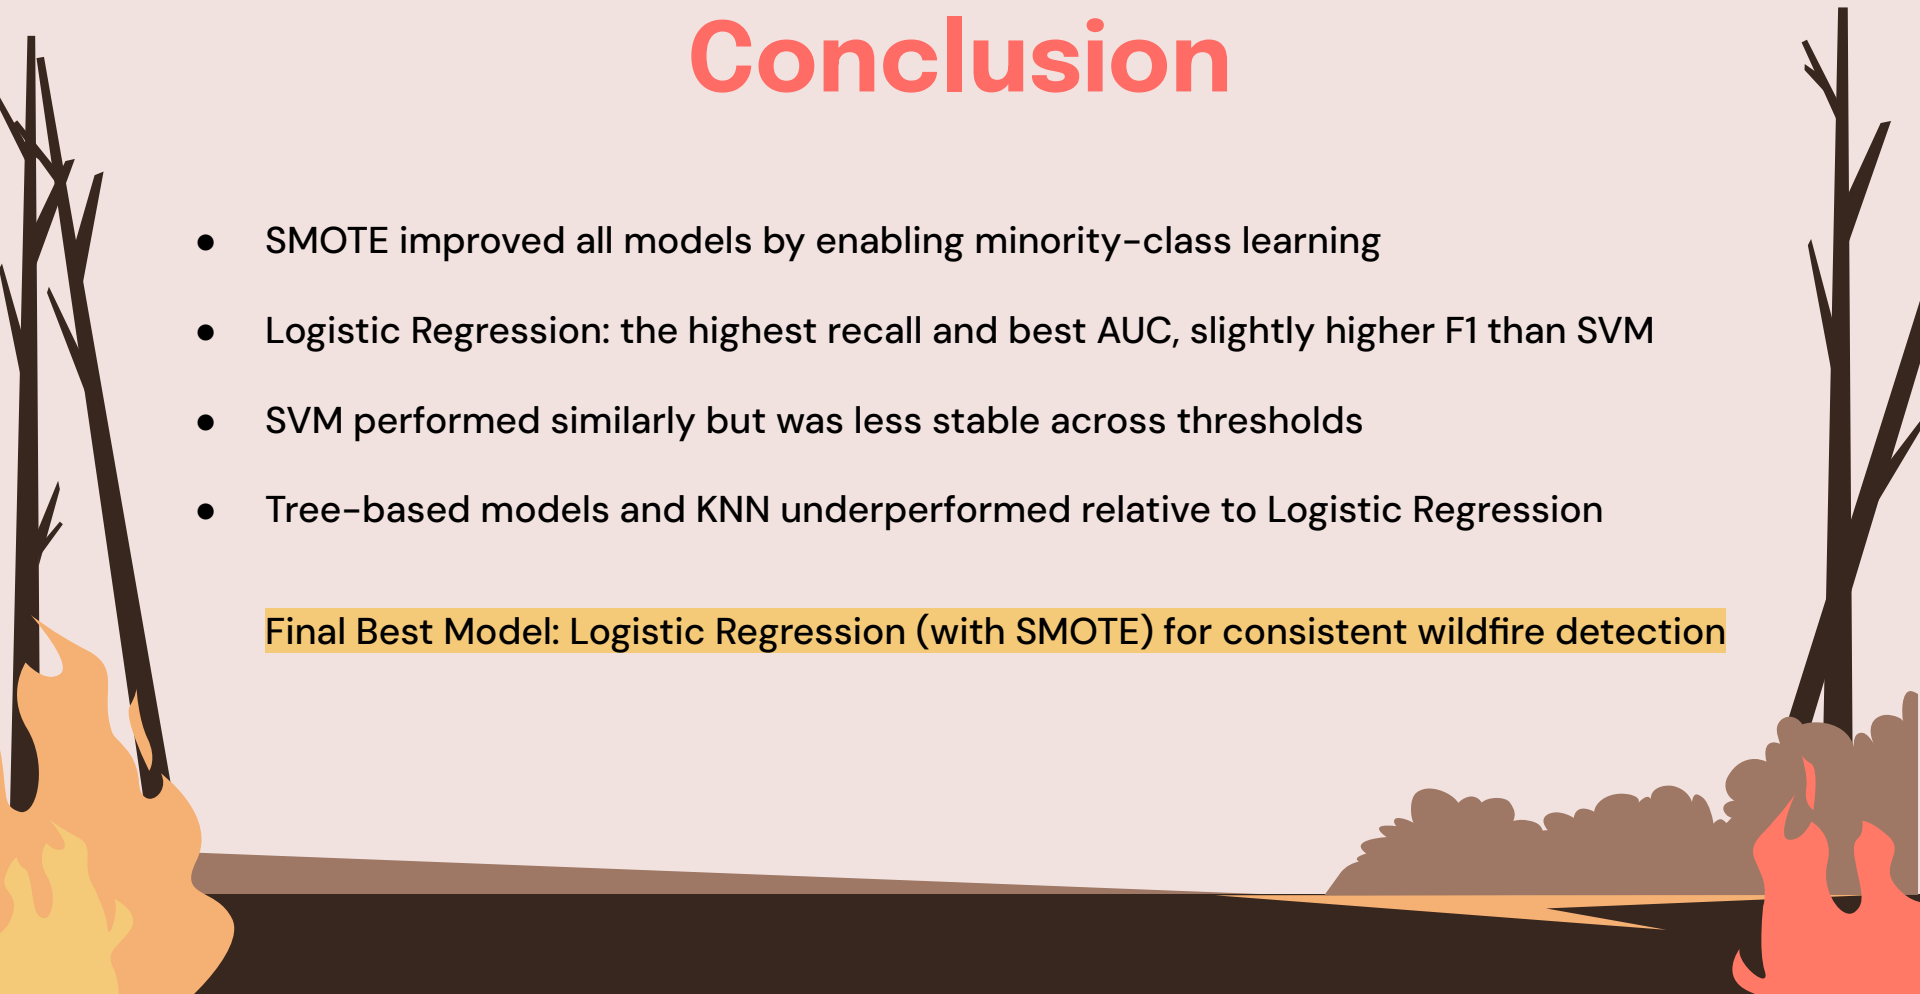 Conclusion
● SMOTE improved all models by enabling minority-class learning
● Logistic Regression: the highest recall and best AUC, slightly higher F1 than SVM
● SVM performed similarly but was less stable across thresholds
● Tree-based models and KNN underperformed relative to Logistic Regression
Final Best Model: Logistic Regression (with SMOTE) for consistent wildfire detection